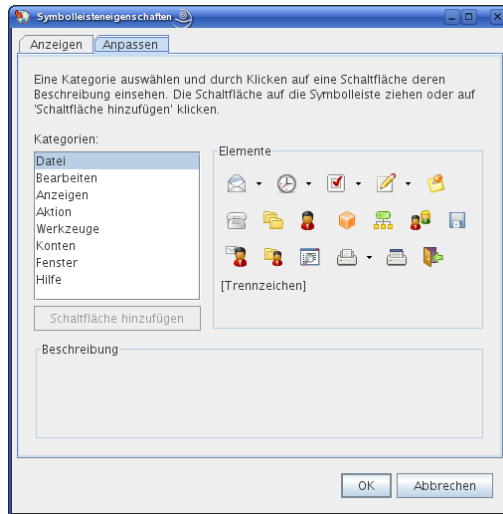 Symbolleisteneigenschaften
Anzeigen
Anpassen
Eine Kategorie auswählen und durch Klicken auf eine Schaltfläche deren
Beschreibung einsehen. Die Schaltfläche auf die Symbolleiste ziehen oder auf
'Schaltfläche hinzufügen' klicken.
Kategorien:
Datei
Bearbeiten
Anzeigen
Aktion
Werkzeuge
Konten
Fenster
Hilfe
Schaltfläche hinzufügen
Elemente
[Trennzeichen]
Beschreibung
OK
Abbrechen